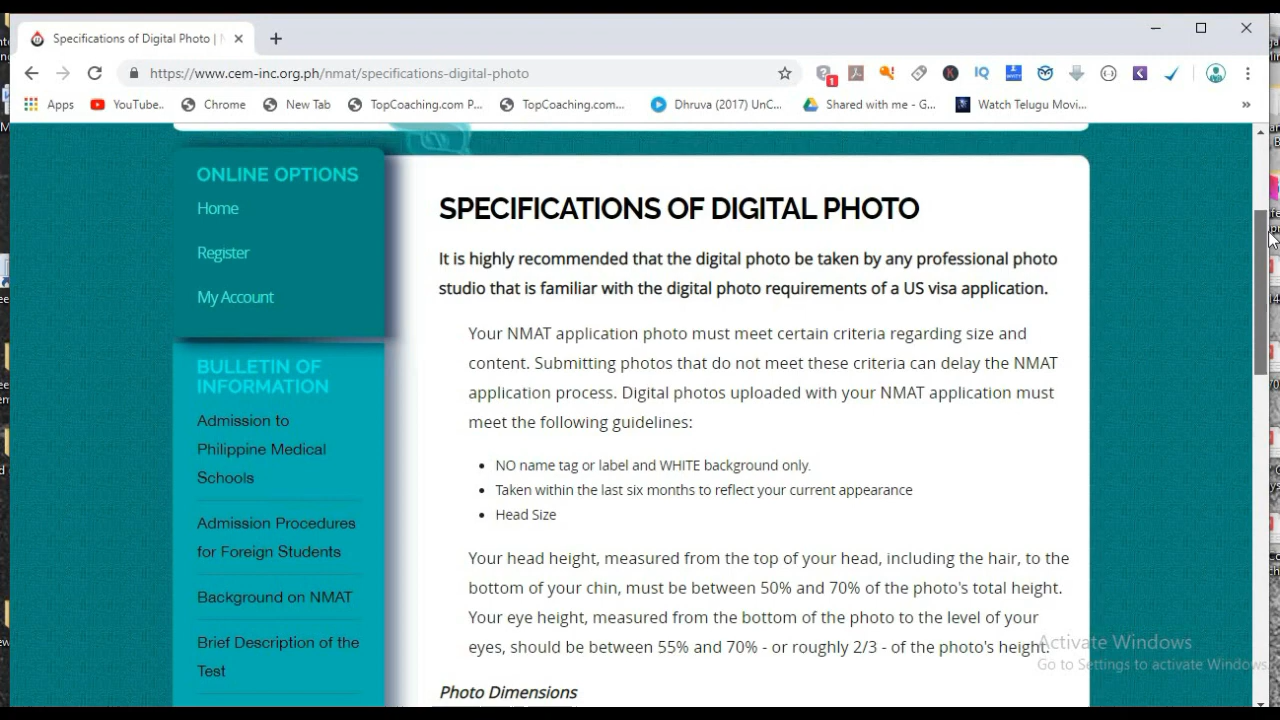 Specifications of Digital Photo |
https://www.cem-inc.org.ph/nmat/specifications-digital-photo
1
IQ
Apps
YouTube..
Chrome
New Tab
TopCoaching.com P...
TopCoaching.com...
Dhruva (2017) UnC...
Shared with me - G...
Watch Telugu Movi...
»
ONLINE OPTIONS
Home
Register
My Account
BULLETIN OF
INFORMATION
Admission to
Philippine Medical
Schools
Admission Procedures
for Foreign Students
Background on NMAT
Brief Description of the
Test
SPECIFICATIONS OF DIGITAL PHOTO
It is highly recommended that the digital photo be taken by any professional photo
studio that is familiar with the digital photo requirements of a US visa application.
Your NMAT application photo must meet certain criteria regarding size and
content. Submitting photos that do not meet these criteria can delay the NMAT
application process. Digital photos uploaded with your NMAT application must
meet the following guidelines:
• NO name tag or label and WHITE background only.
• Taken within the last six months to reflect your current appearance
• Head Size
Your head height, measured from the top of your head, including the hair, to the
bottom of your chin, must be between 50% and 70% of the photo's total height.
Your eye height, measured from the bottom of the photo to the level of your
eyes, should be between 55% and 70% - or roughly 2/3 - of the photo's height.
Photo Dimensions
Activate Windows
Go to Settings to activate Windows.